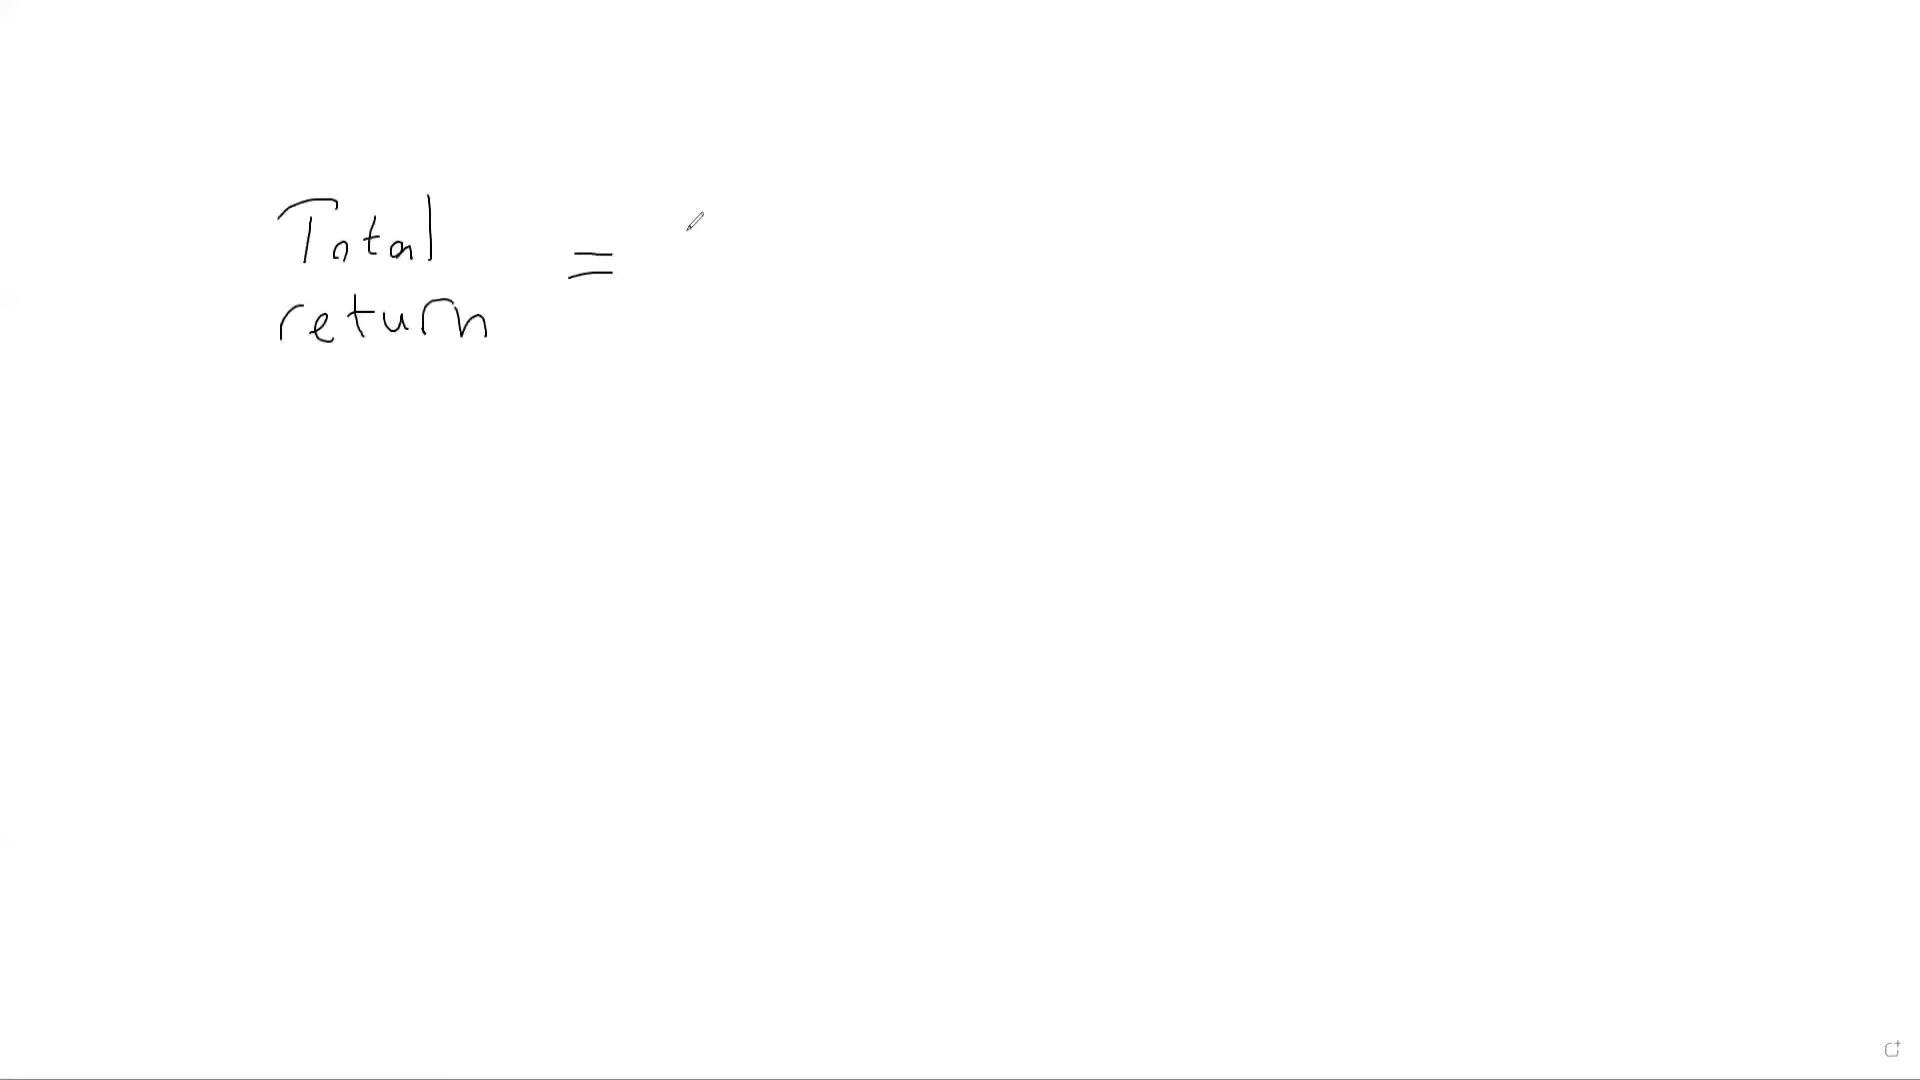 Total =
return